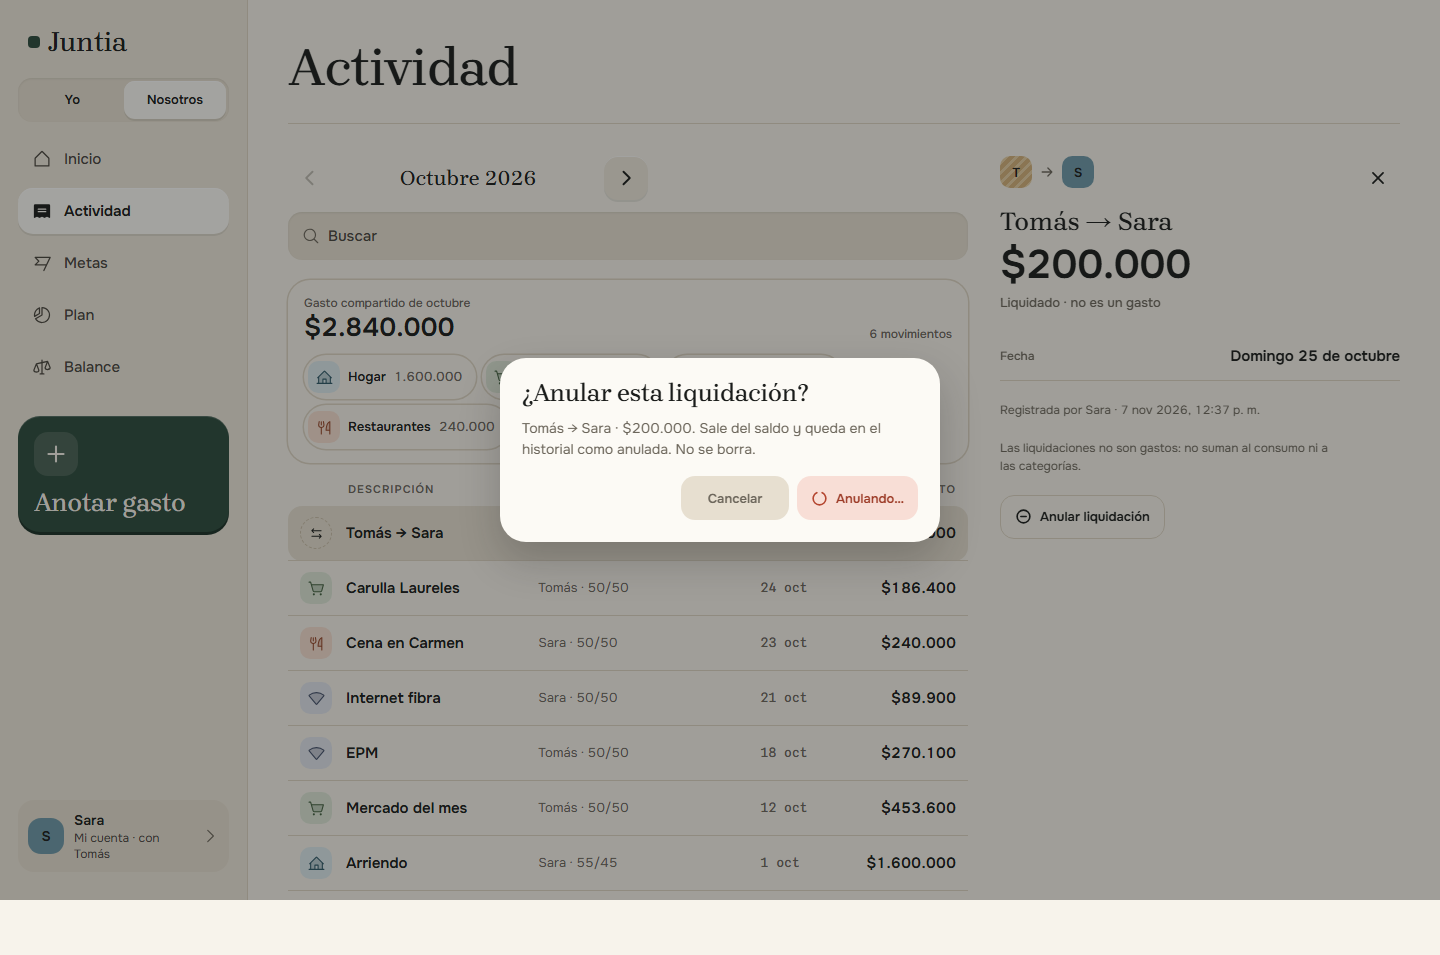 Juntia
Yo
Nosotros
Inicio
Actividad
Metas
Plan
Balance
Anotar gasto
S
Sara
Mi cuenta · con
Tomás
Actividad
Octubre 2026
Buscar
Gasto compartido de octubre
$2.840.000
6 movimientos
Hogar 1.600.000
Restaurantes 240.000
DESCRIPCIÓN
TO
Tomás → Sara
Carulla Laureles Tomás · 50/50 24 oct $186.400
Cena en Carmen Sara · 50/50 23 oct $240.000
Internet fibra Sara · 50/50 21 oct $89.900
EPM Tomás · 50/50 18 oct $270.100
Mercado del mes Tomás · 50/50 12 oct $453.600
Arriendo Sara · 55/45 1 oct $1.600.000
¿Anular esta liquidación?
Tomás → Sara · $200.000. Sale del saldo y queda en el
historial como anulada. No se borra.
Cancelar
Anulando…
T → S
Tomás → Sara
$200.000
Liquidado · no es un gasto
Fecha Domingo 25 de octubre
Registrada por Sara · 7 nov 2026, 12:37 p. m.
Las liquidaciones no son gastos: no suman al consumo ni a
las categorías.
Anular liquidación